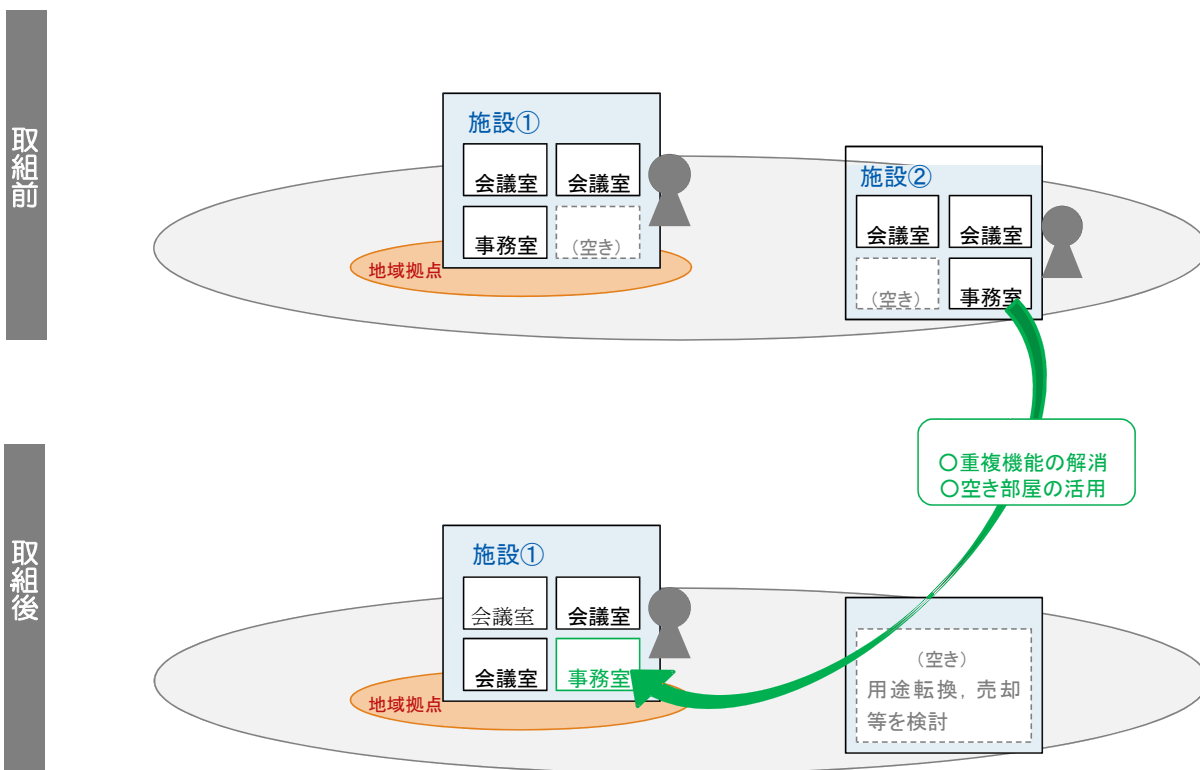 取組前
施設①
会議室 会議室
事務室 (空き)
地域拠点
施設②
会議室 会議室
(空き) 事務室
○重複機能の解消
○空き部屋の活用
取組後
施設①
会議室 会議室
会議室 事務室
地域拠点
(空き)
用途転換，売却
等を検討